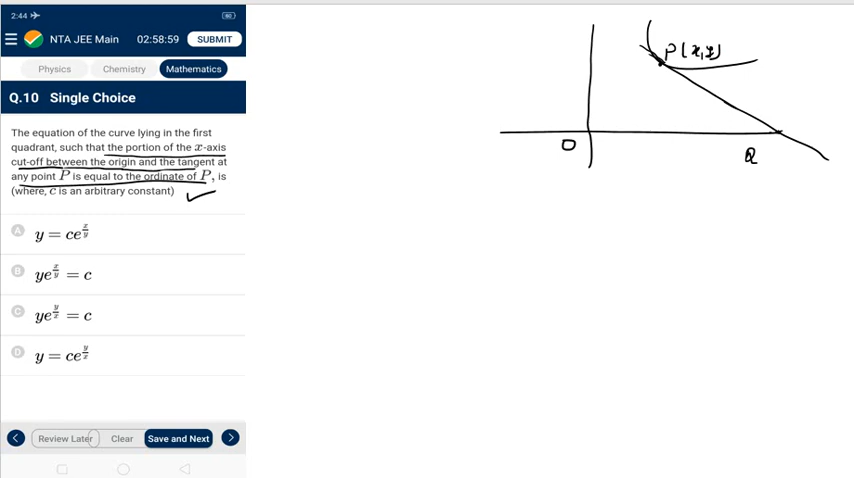 2:44
NTA JEE Main 02:58:59 SUBMIT
Physics Chemistry Mathematics
Q.10 Single Choice
The equation of the curve lying in the first
quadrant, such that the portion of the x-axis
cut-off between the origin and the tangent at
any point P is equal to the ordinate of P, is
(where, c is an arbitrary constant)
A y = ce^{x/y}
B ye^{x/y} = c
C ye^{y/x} = c
D y = ce^{y/x}
Review Later Clear Save and Next
P(x,y)
O
Q